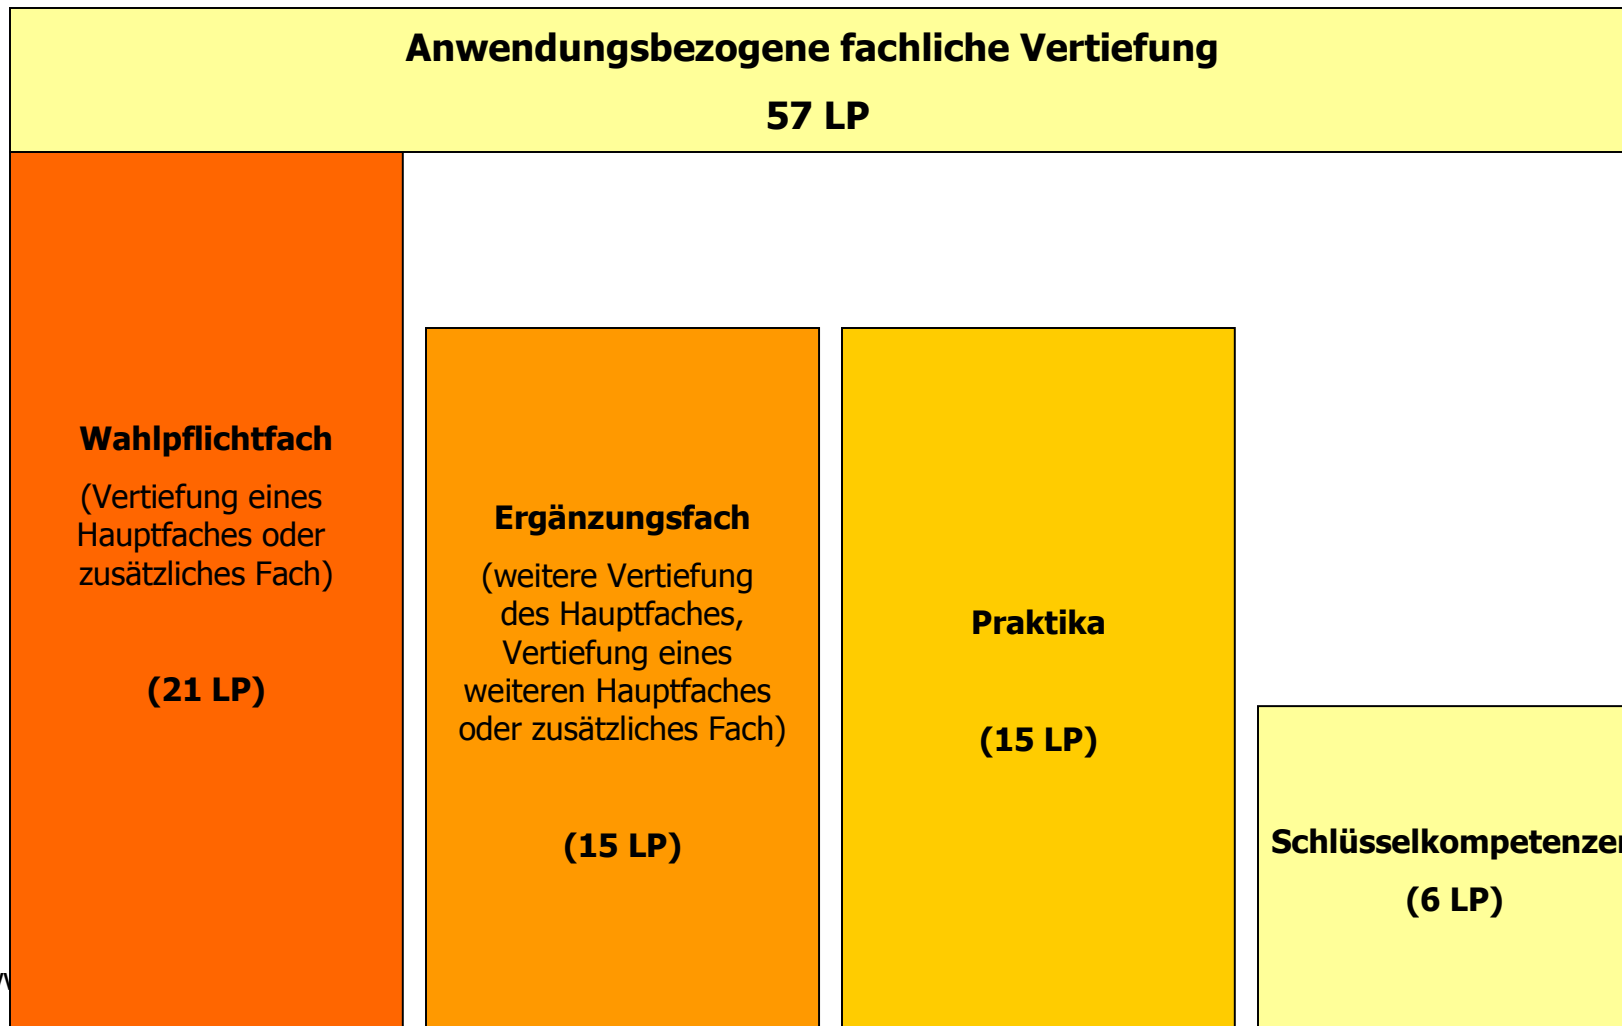 Anwendungsbezogene fachliche Vertiefung
57 LP
Wahlpflichtfach
(Vertiefung eines
Hauptfaches oder
zusätzliches Fach)
(21 LP)
Ergänzungsfach
(weitere Vertiefung
des Hauptfaches,
Vertiefung eines
weiteren Hauptfaches
oder zusätzliches Fach)
(15 LP)
Praktika
(15 LP)
Schlüsselkompetenzen
(6 LP)